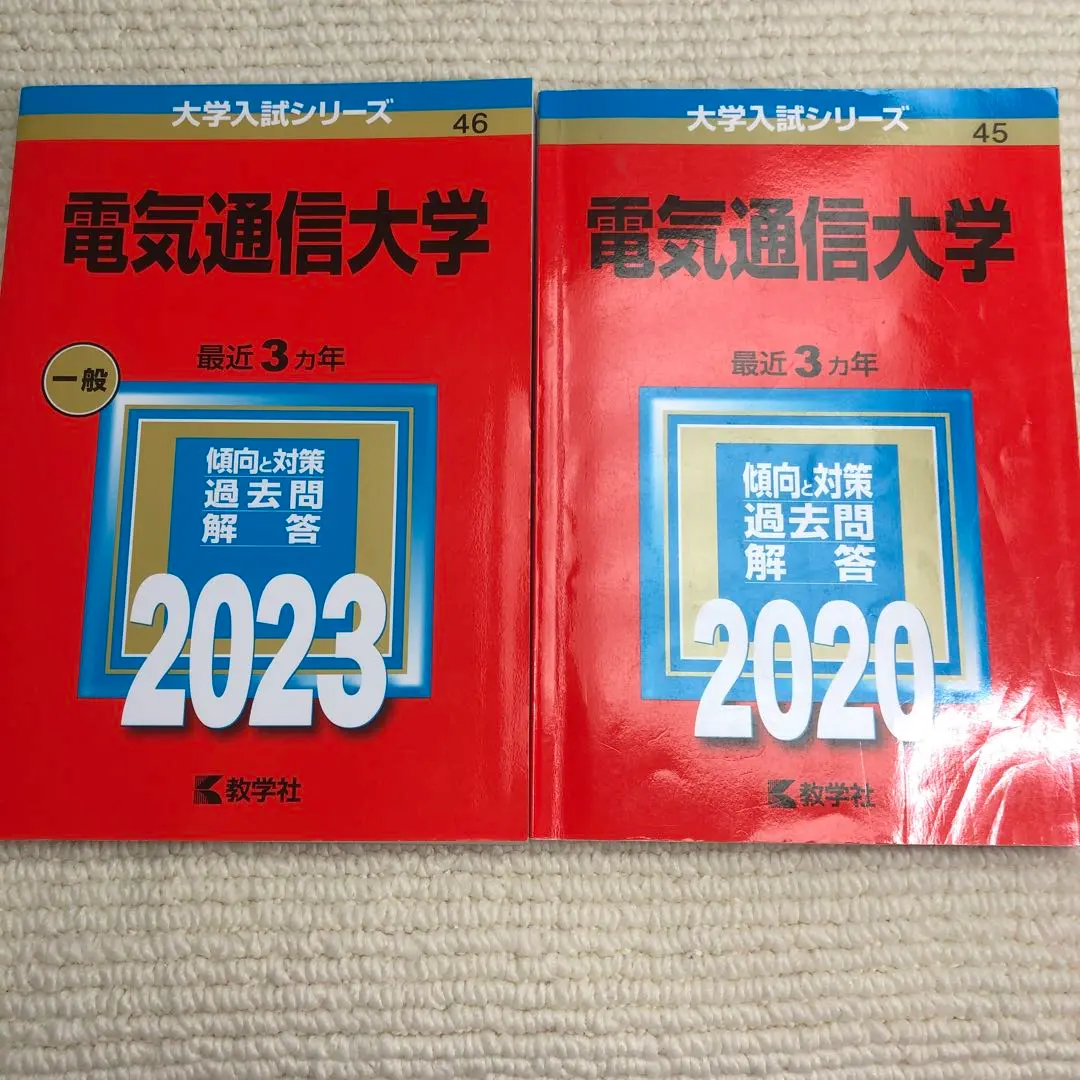 大学入試シリーズ
46
電気通信大学
最近3カ年
一般
傾向と対策
過去問
解答
2023
教学社
大学入試シリーズ
45
電気通信大学
最近3カ年
傾向と対策
過去問
解答
2020
教学社